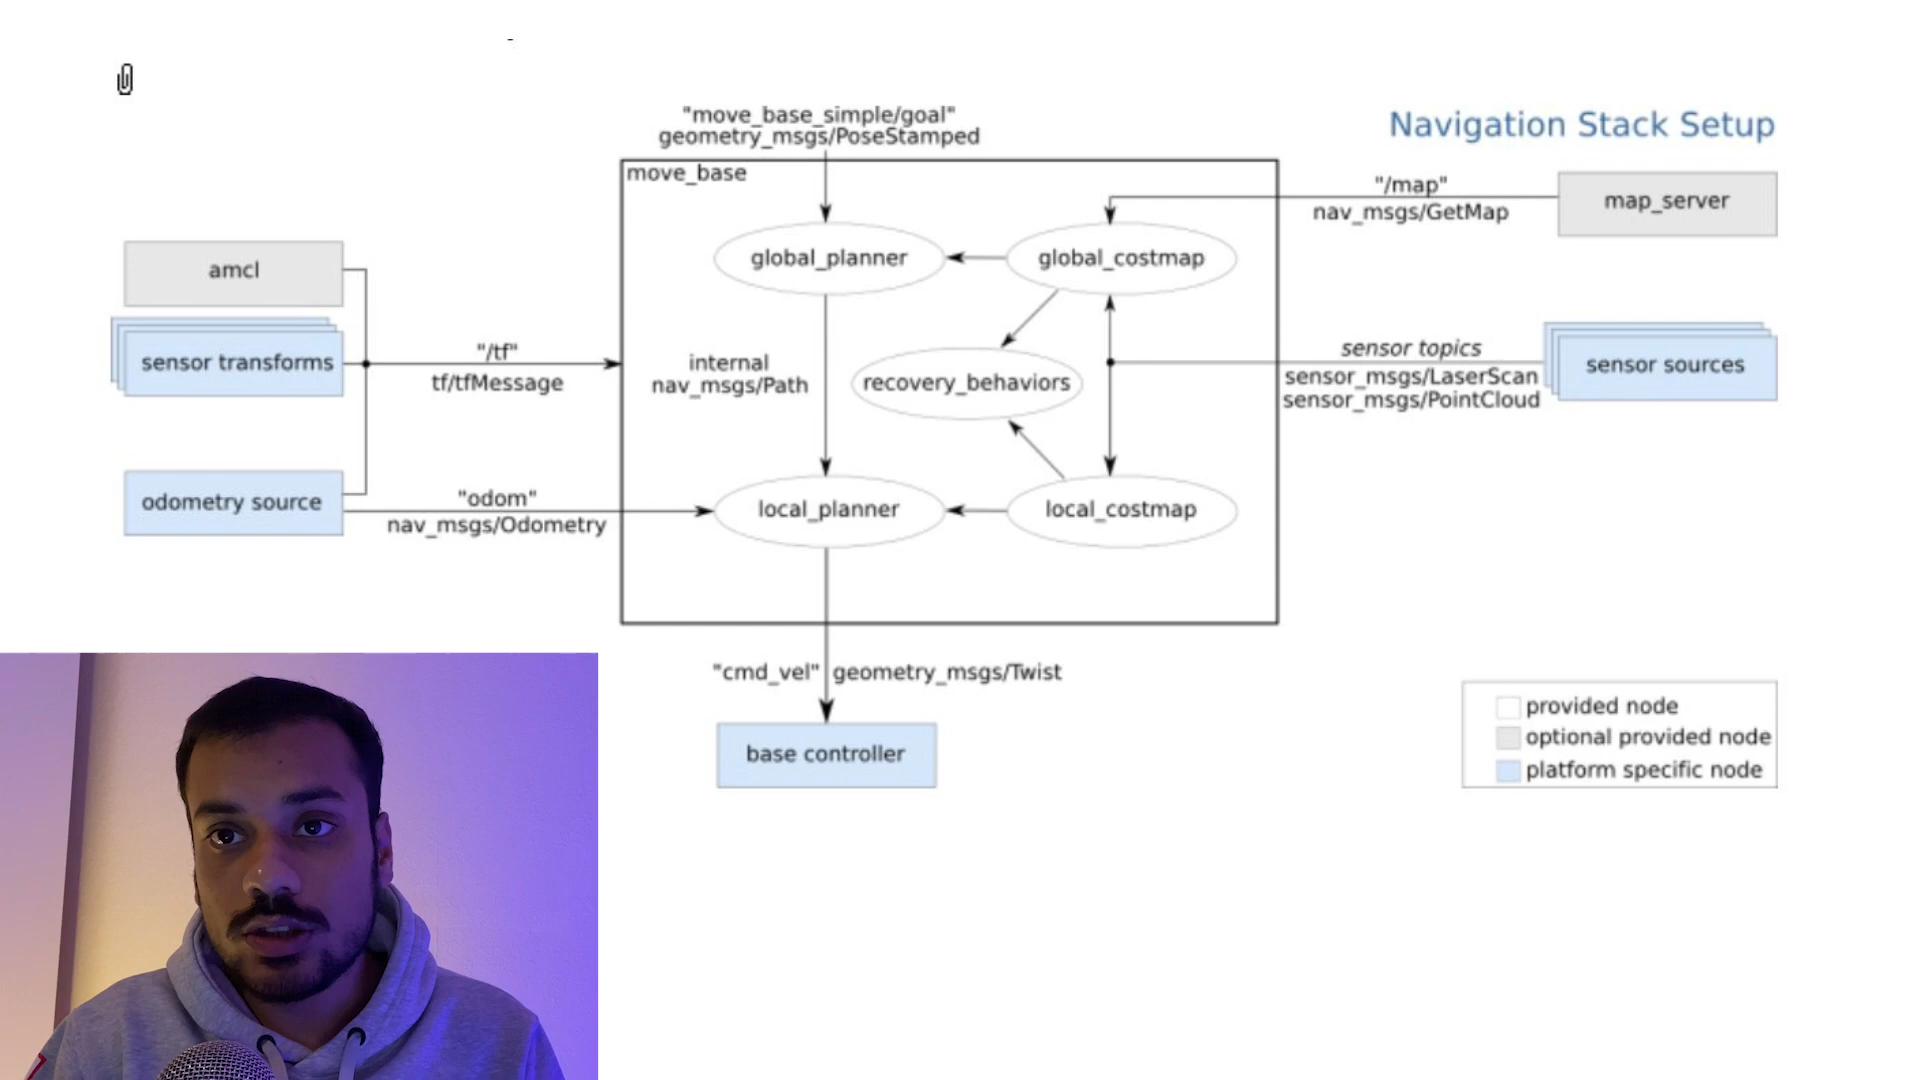 "move_base_simple/goal"
geometry_msgs/PoseStamped
Navigation Stack Setup
move_base
"/map"
nav_msgs/GetMap
map_server
global_planner
global_costmap
amcl
sensor transforms
"/tf"
tf/tfMessage
internal
nav_msgs/Path
recovery_behaviors
sensor topics
sensor_msgs/LaserScan
sensor_msgs/PointCloud
sensor sources
odometry source
"odom"
nav_msgs/Odometry
local_planner
local_costmap
"cmd_vel" geometry_msgs/Twist
base controller
provided node
optional provided node
platform specific node